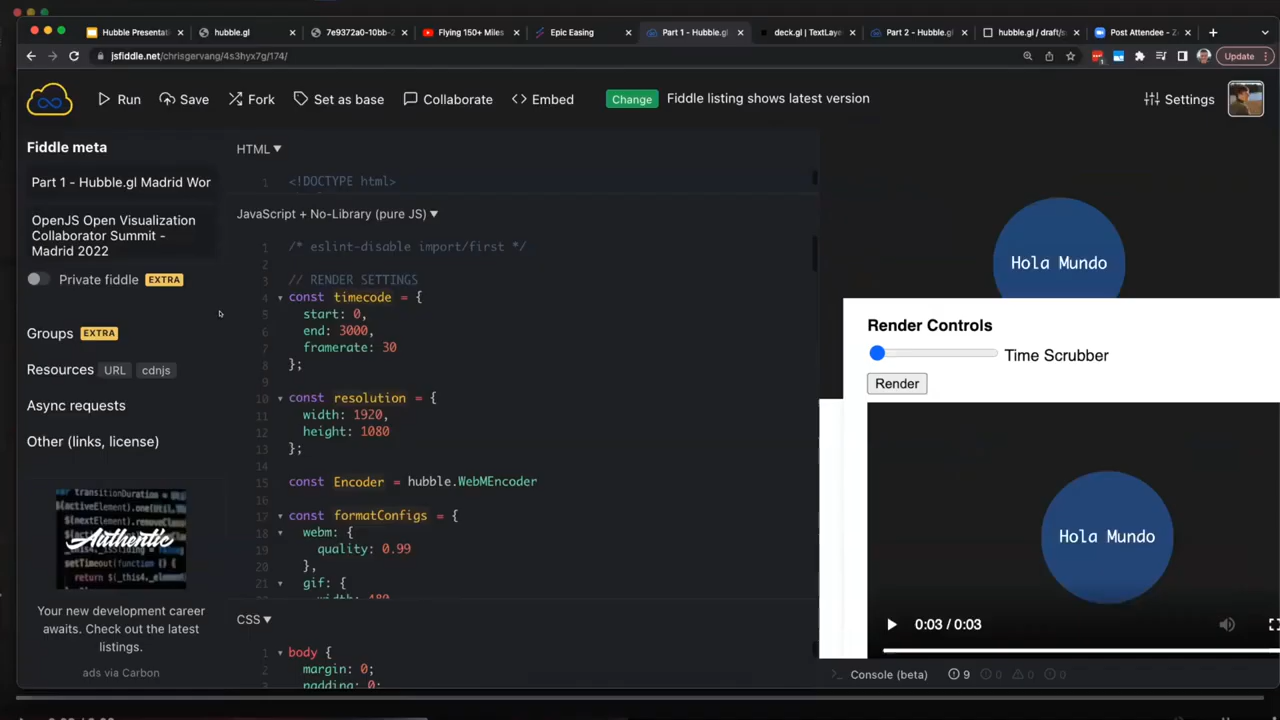 Hubble Presenta
hubble.gl
7e9372a0-10bb-2
Flying 150+ Miles
Epic Easing
Part 1 - Hubble.gl
deck.gl | TextLaye
Part 2 - Hubble.gl
hubble.gl / draft/s
Post Attendee - Z
jsfiddle.net/chrisgervang/4s3hyx7g/174/
Update
Run
Save
Fork
Set as base
Collaborate
Embed
Change
Fiddle listing shows latest version
Settings
Fiddle meta
Part 1 - Hubble.gl Madrid Wor
OpenJS Open Visualization
Collaborator Summit -
Madrid 2022
Private fiddle EXTRA
Groups EXTRA
Resources URL cdnjs
Async requests
Other (links, license)
Authentic
Your new development career
awaits. Check out the latest
listings.
ads via Carbon
HTML
1 <!DOCTYPE html>
JavaScript + No-Library (pure JS)
1 /* eslint-disable import/first */
2
3 // RENDER SETTINGS
4 const timecode = {
5 start: 0,
6 end: 3000,
7 framerate: 30
8 };
9
10 const resolution = {
11 width: 1920,
12 height: 1080
13 };
14
15 const Encoder = hubble.WebMEncoder
16
17 const formatConfigs = {
18 webm: {
19 quality: 0.99
20 },
21 gif: {
CSS
1 body {
2 margin: 0;
3 padding: 0;
Hola Mundo
Render Controls
Time Scrubber
Render
Hola Mundo
0:03 / 0:03
Console (beta)
9 0 0 0